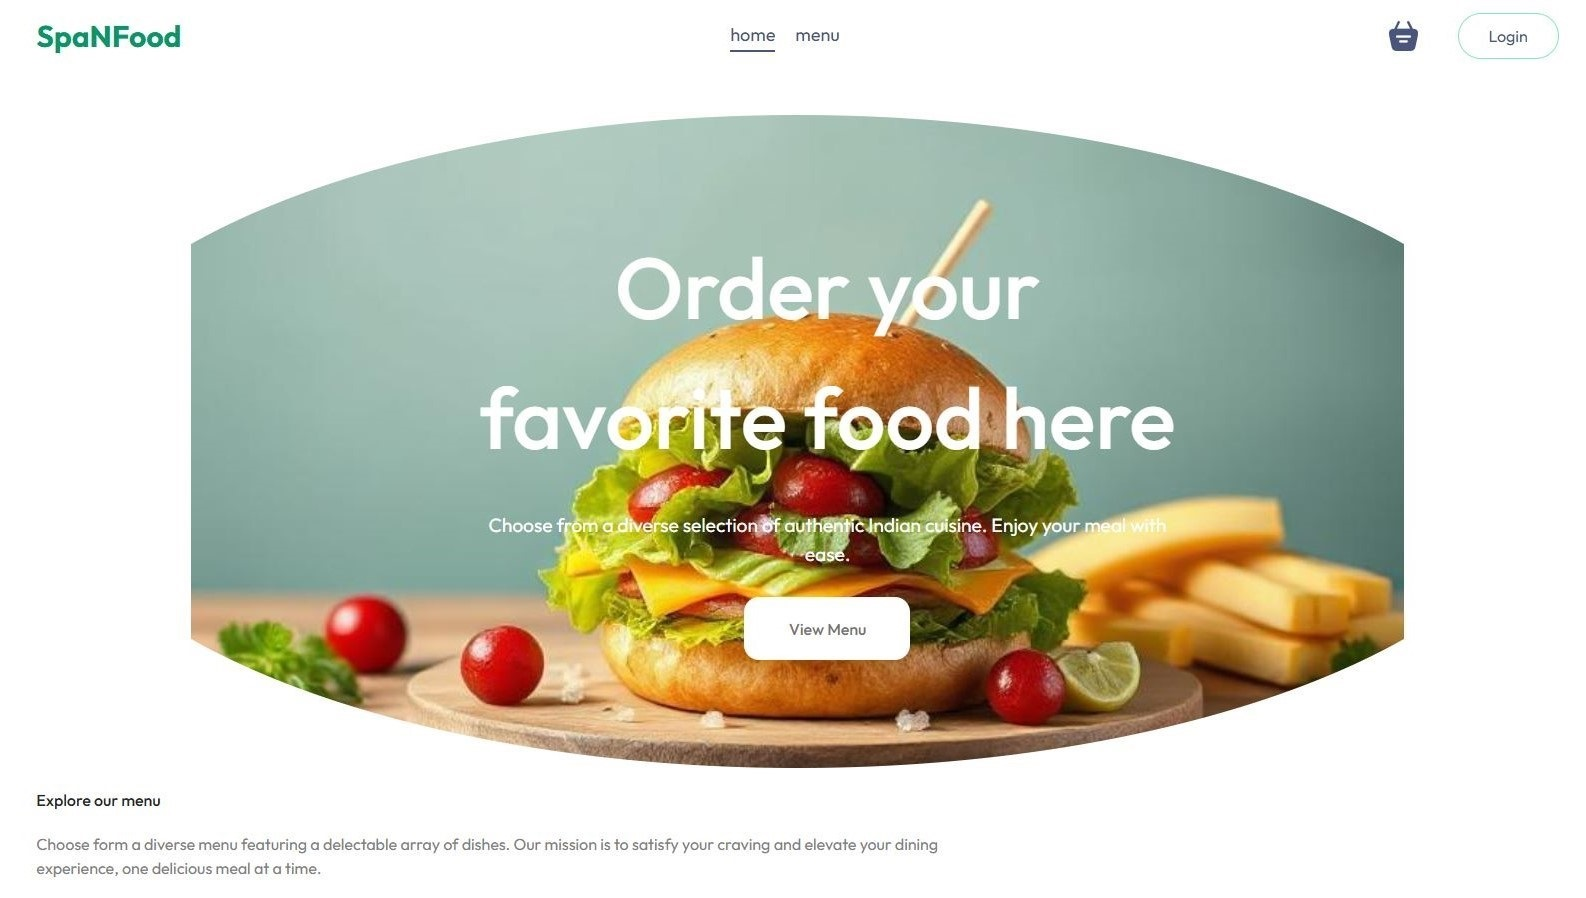 SpaNFood
home menu
Login
Order your
favorite food here
Choose from a diverse selection of authentic Indian cuisine. Enjoy your meal with
ease.
View Menu
Explore our menu
Choose form a diverse menu featuring a delectable array of dishes. Our mission is to satisfy your craving and elevate your dining
experience, one delicious meal at a time.